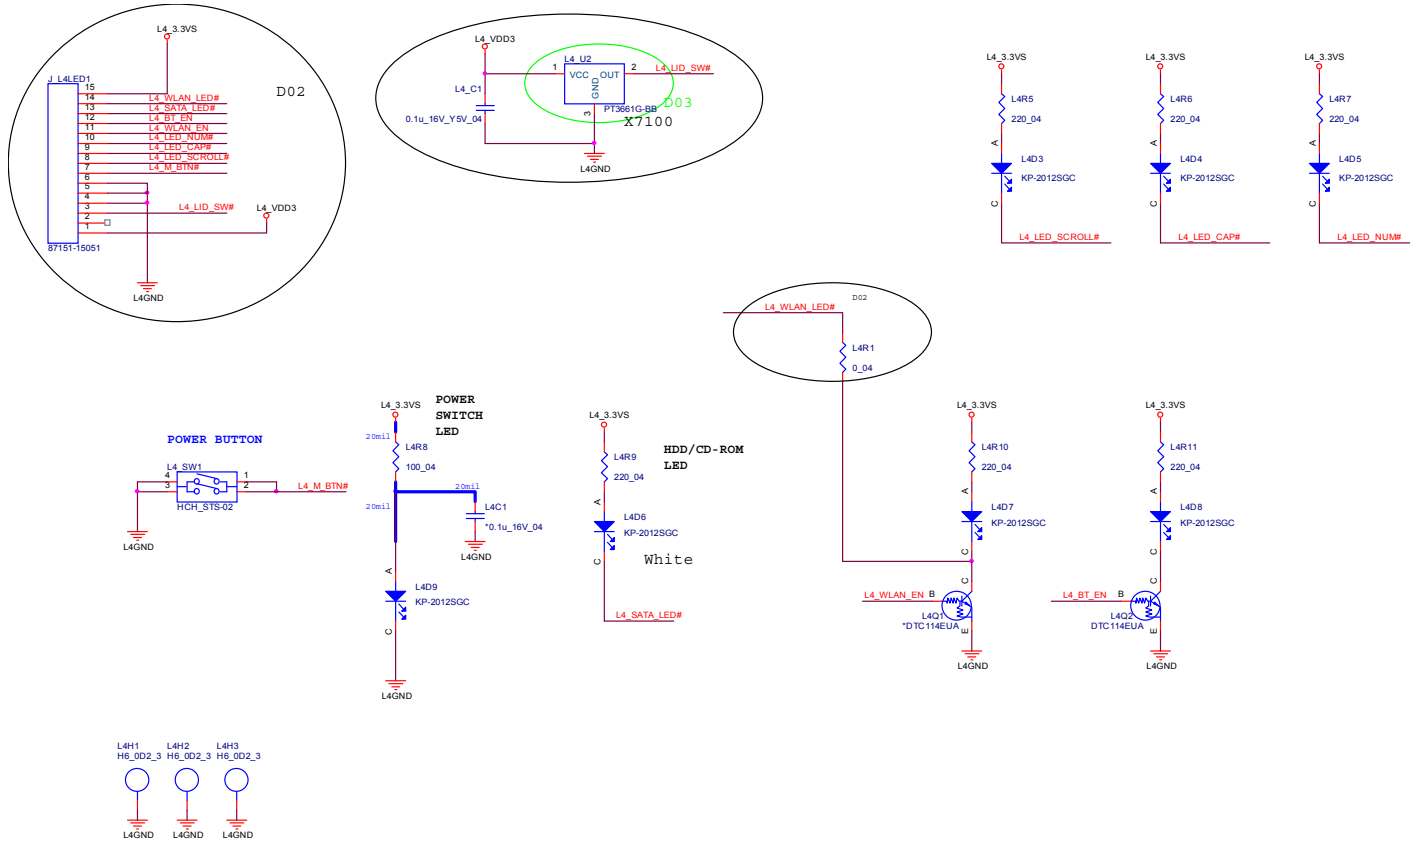 L4_3.3VS
J_L4LED1
D02
15
14
L4_WLAN_LED#
13
L4_SATA_LED#
12
L4_BT_EN
11
L4_WLAN_EN
10
L4_LED_NUM#
9
L4_LED_CAP#
8
L4_LED_SCROLL#
7
L4_M_BTN#
6
5
4
3
L4_LID_SW#
2
1
L4_VDD3
87151-15051
L4GND
L4_VDD3
L4_U2
1
VCC
OUT
GND
2
L4_LID_SW#
L4_C1
0.1u_16V_Y5V_04
3
PT3661G-BB
D03
X7100
L4GND
L4_3.3VS
L4R5
220_04
A
L4D3
KP-2012SGC
C
L4_LED_SCROLL#
L4_3.3VS
L4R6
220_04
A
L4D4
KP-2012SGC
C
L4_LED_CAP#
L4_3.3VS
L4R7
220_04
A
L4D5
KP-2012SGC
C
L4_LED_NUM#
L4_WLAN_LED#
D02
L4R1
0_04
POWER BUTTON
L4_SW1
4
3
1
2
L4_M_BTN#
HCH_STS-02
L4GND
L4_3.3VS
POWER
SWITCH
LED
20mil
L4R8
100_04
20mil
20mil
L4C1
*0.1u_16V_04
L4GND
A
L4D9
KP-2012SGC
C
L4GND
L4_3.3VS
HDD/CD-ROM
LED
L4R9
220_04
A
L4D6
KP-2012SGC
C
White
L4_SATA_LED#
L4_3.3VS
L4R10
220_04
A
L4D7
KP-2012SGC
C
C
L4_WLAN_EN
B
L4Q1
*DTC114EUA
E
L4GND
L4_3.3VS
L4R11
220_04
A
L4D8
KP-2012SGC
C
C
L4_BT_EN
B
L4Q2
DTC114EUA
E
L4GND
L4H1
H6_0D2_3
L4GND
L4H2
H6_0D2_3
L4GND
L4H3
H6_0D2_3
L4GND